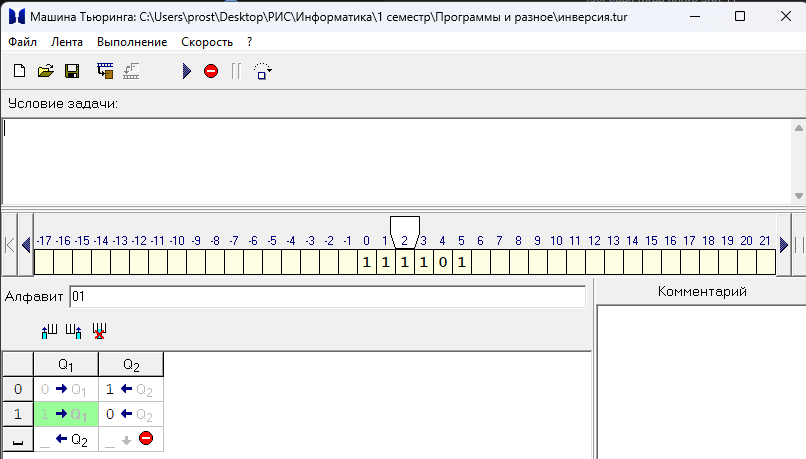 Машина Тьюринга: C:\Users\prost\Desktop\РИС\Информатика\1 семестр\Программы и разное\инверсия.tur
Файл Лента Выполнение Скорость ?
Условие задачи:
-17 -16 -15 -14 -13 -12 -11 -10 -9 -8 -7 -6 -5 -4 -3 -2 -1 0 1 2 3 4 5 6 7 8 9 10 11 12 13 14 15 16 17 18 19 20 21
1 1 1 1 0 1
Алфавит 01
Комментарий
Q1 Q2
0 0 → Q1 1 ← Q2
1 1 → Q1 0 ← Q2
_ ← Q2 _ ↓